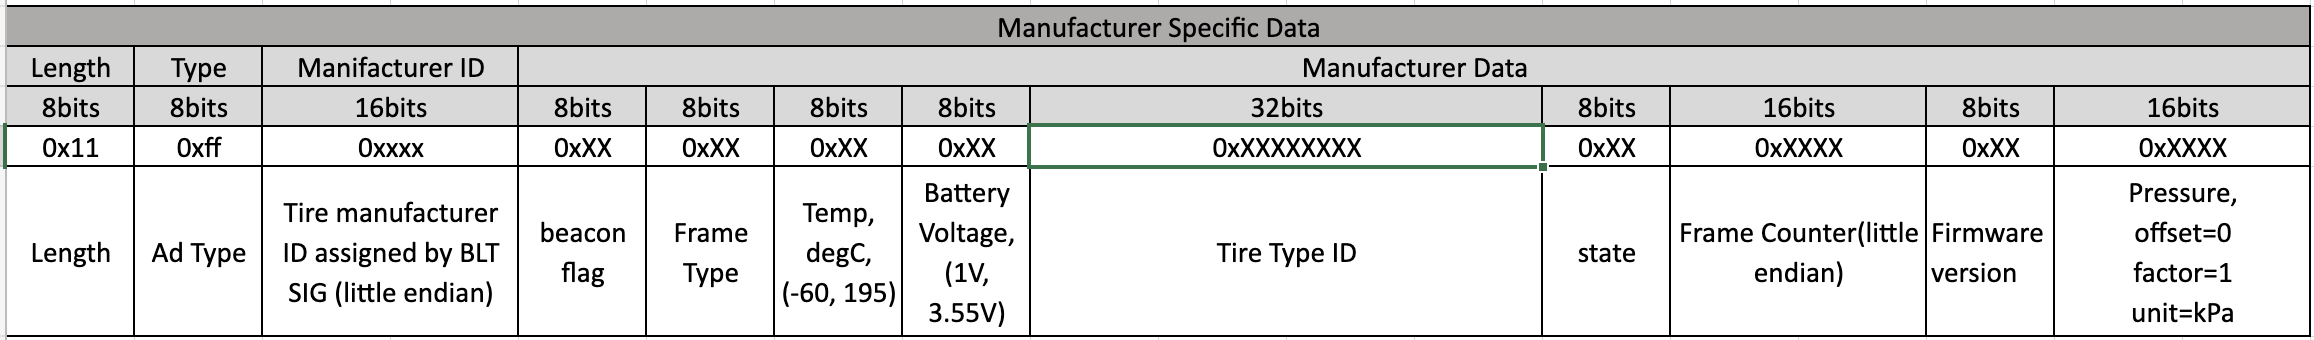 Manufacturer Specific Data
Length Type Manifacturer ID Manufacturer Data
8bits 8bits 16bits 8bits 8bits 8bits 8bits 32bits 8bits 16bits 8bits 16bits
0x11 0xff 0xxxx 0xXX 0xXX 0xXX 0xXX 0xXXXXXXXX 0xXX 0xXXXX 0xXX 0xXXXX
Length
Ad Type
Tire manufacturer
ID assigned by BLT
SIG (little endian)
beacon
flag
Frame
Type
Temp,
degC,
(-60, 195)
Battery
Voltage,
(1V,
3.55V)
Tire Type ID
state
Frame Counter(little
endian)
Firmware
version
Pressure,
offset=0
factor=1
unit=kPa